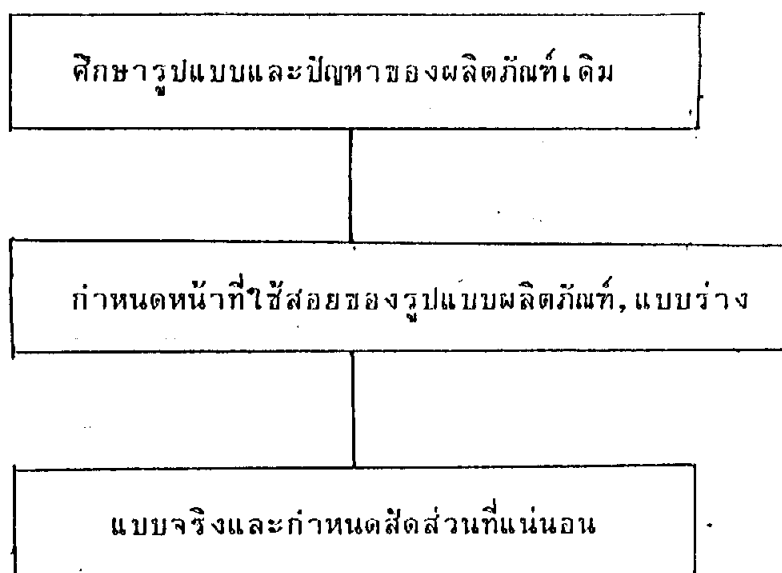 ศึกษารูปแบบและปัญหาของผลิตภัณฑ์เดิม
กำหนดหน้าที่ใช้สอยของรูปแบบผลิตภัณฑ์,แบบร่าง
แบบจริงและกำหนดสัดส่วนที่แน่นอน